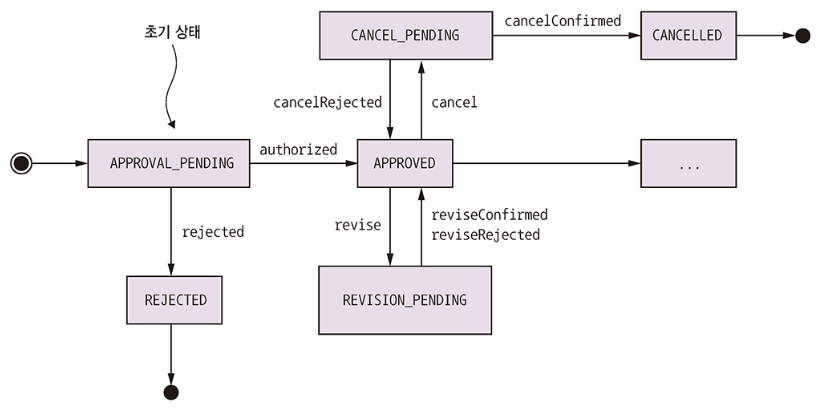 초기 상태
CANCEL_PENDING
cancelConfirmed
CANCELLED
cancelRejected
cancel
APPROVAL_PENDING
authorized
APPROVED
...
rejected
revise
reviseConfirmed
reviseRejected
REJECTED
REVISION_PENDING